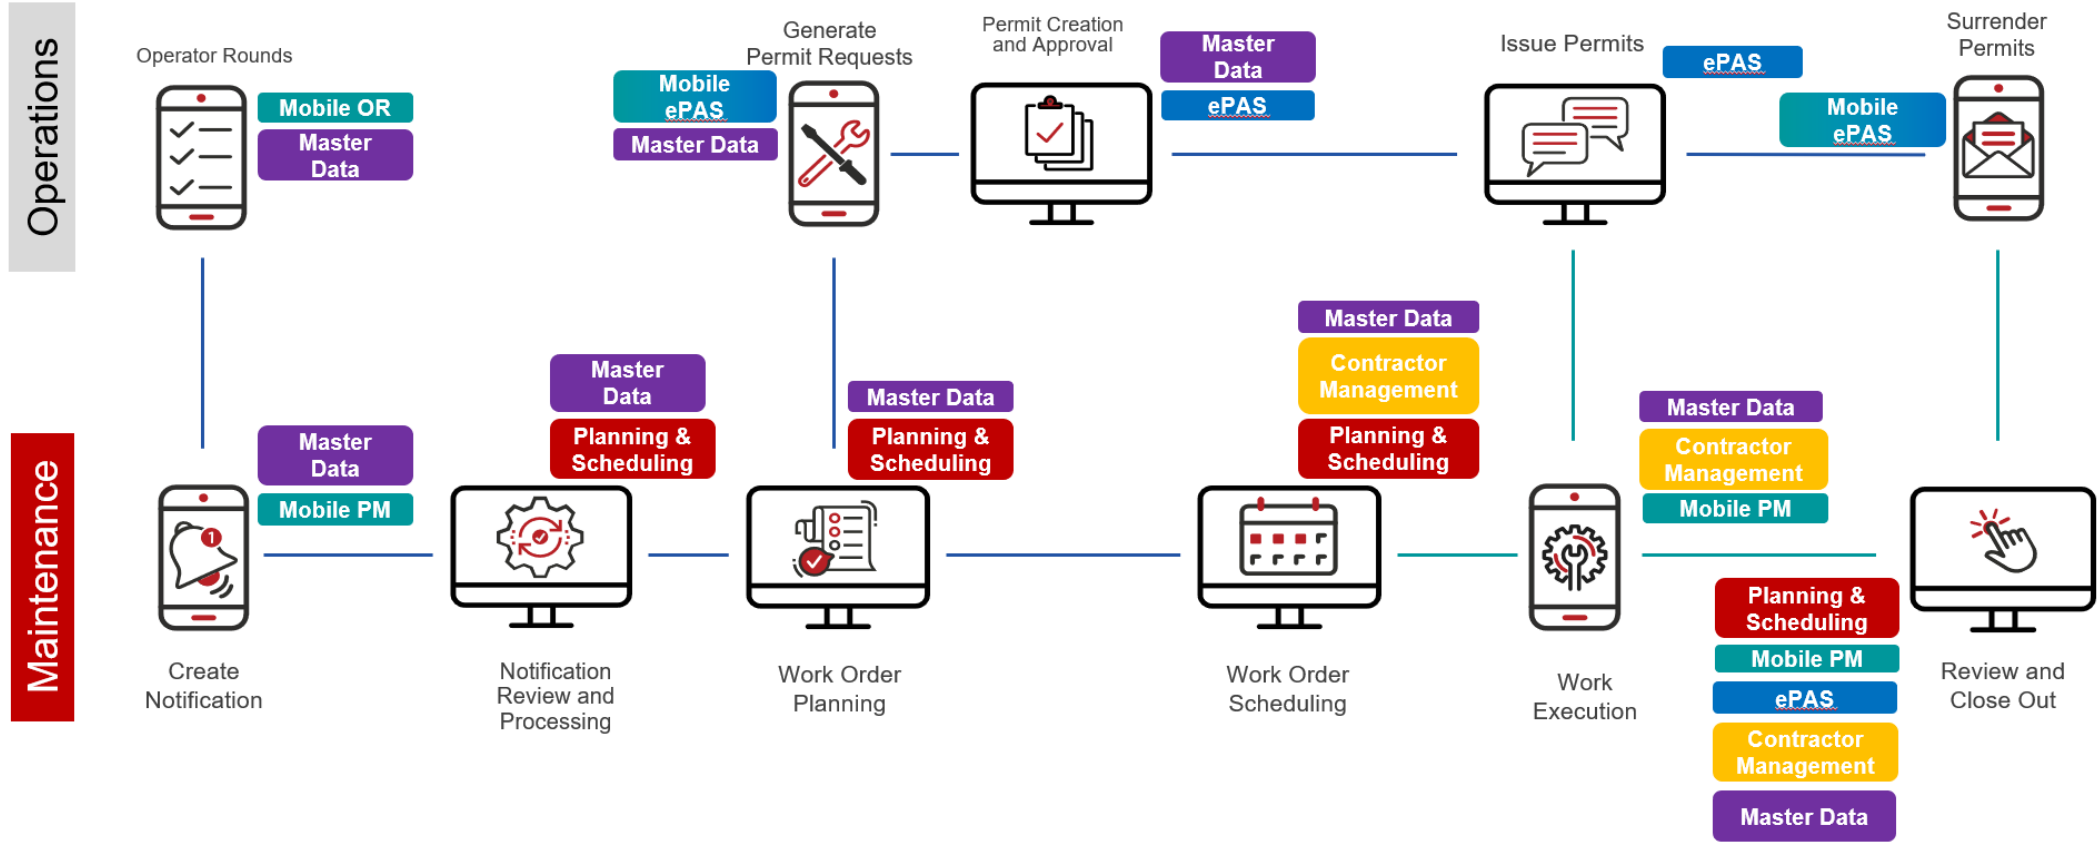 Operations
Operator Rounds
Mobile OR
Master
Data
Generate
Permit Requests
Mobile
ePAS
Master Data
Permit Creation
and Approval
Master
Data
ePAS
Issue Permits
ePAS
Surrender
Permits
Mobile
ePAS
Maintenance
Master
Data
Mobile PM
1
Create
Notification
Master
Data
Planning &
Scheduling
Notification
Review and
Processing
Master Data
Planning &
Scheduling
Work Order
Planning
Master Data
Contractor
Management
Planning &
Scheduling
Work Order
Scheduling
Master Data
Contractor
Management
Mobile PM
Work
Execution
Planning &
Scheduling
Mobile PM
ePAS
Contractor
Management
Master Data
Review and
Close Out